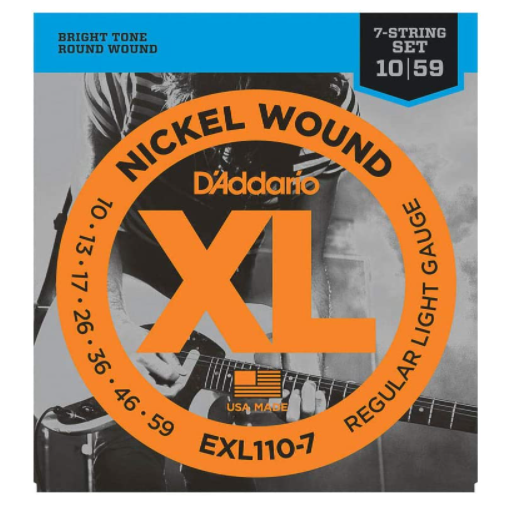 BRIGHT TONE
ROUND WOUND
7-STRING
SET
10|59
NICKEL WOUND
D'Addario
XL
10 · 13 · 17 · 26 · 36 · 46 · 59
REGULAR LIGHT GAUGE
USA MADE
EXL110-7